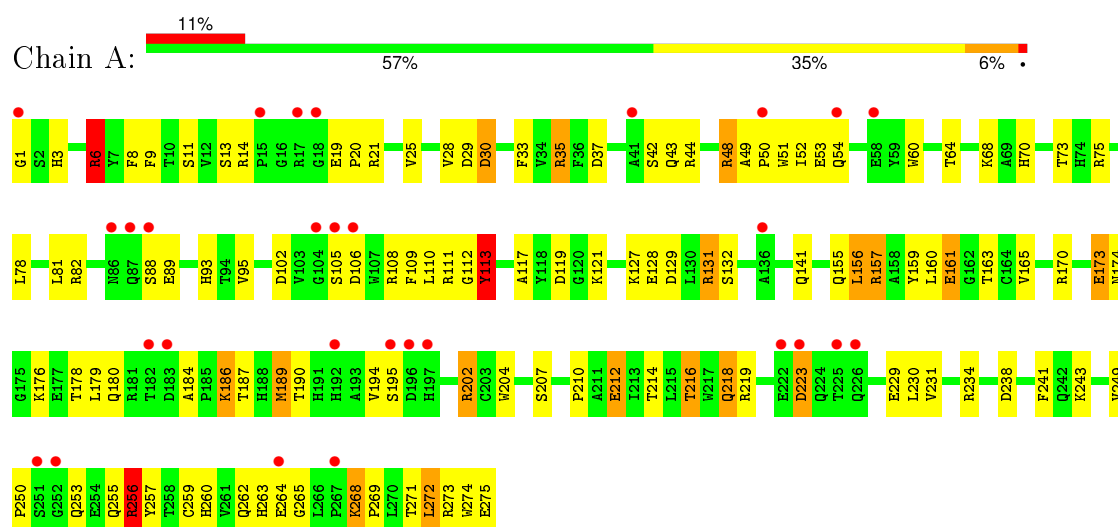 11%
Chain A:
57% 35% 6% •
G1 S2 H3 R6 Y7 F8 F9 T10 S11 V12 S13 R14 P15 G16 R17 G18 E19 P20 R21 V25 V28 D29 D30 F33 V34 R35 F36 D37 A41 S42 Q43 R44 R48 A49 P50 W51 I52 E53 Q54 E58 Y59 W60 T64 K68 A69 H70 T73 H74 R75
L78 L81 R82 N86 Q87 S88 E89 H93 T94 V95 D102 V103 G104 S105 D106 W107 R108 F109 L110 R111 G112 Y113 A117 Y118 D119 G120 K121 K127 E128 D129 L130 R131 S132 A136 Q141 Q155 L156 R157 A158 Y159 L160 E161 G162 T163 C164 V165 R170 E173 N174
G175 K176 E177 T178 L179 Q180 R181 T182 D183 A184 P185 K186 T187 H188 M189 T190 H191 H192 A193 V194 S195 D196 H197 R202 C203 W204 S207 P210 A211 E212 I213 T214 L215 T216 W217 Q218 R219 E222 D223 Q224 T225 Q226 E229 L230 V231 R234 D238 F241 Q242 K243 V249
P250 S251 G252 Q253 E254 Q255 R256 Y257 T258 C259 H260 V261 Q262 H263 E264 G265 L266 P267 K268 P269 L270 T271 L272 R273 W274 E275